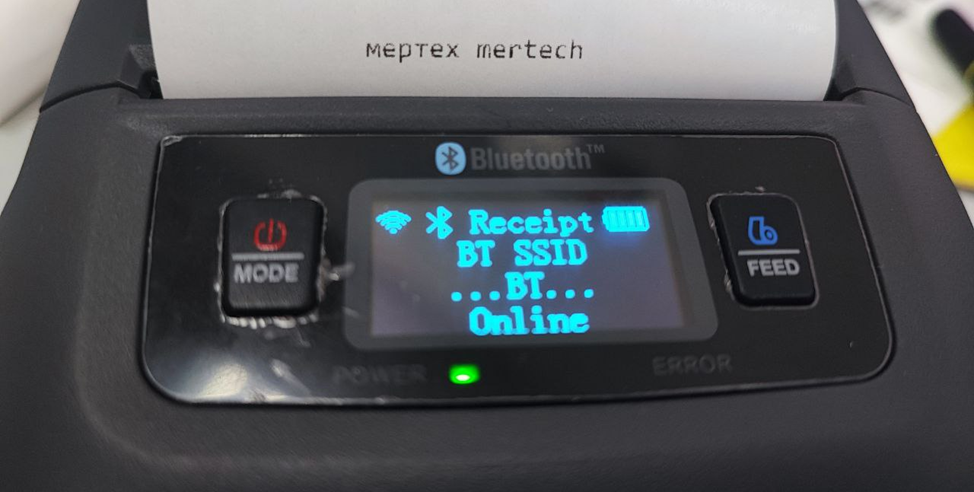 мертех mertech
Bluetooth™
Receipt
BT SSID
...BT...
Online
MODE
FEED
POWER
ERROR